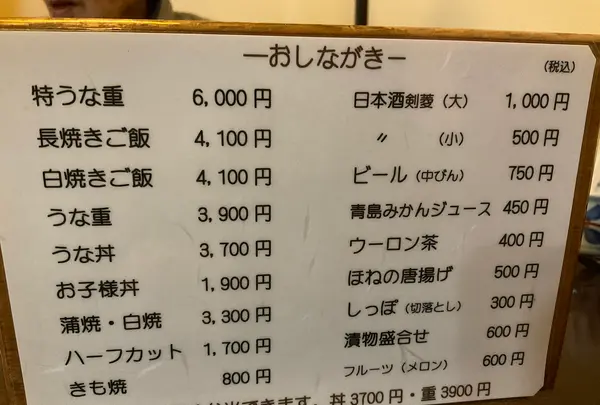 ーおしながきー
(税込)
特うな重 6,000円
長焼きご飯 4,100円
白焼きご飯 4,100円
うな重 3,900円
うな丼 3,700円
お子様丼 1,900円
蒲焼・白焼 3,300円
ハーフカット 1,700円
きも焼 800円
日本酒剣菱(大) 1,000円
〃 (小) 500円
ビール(中びん) 750円
青島みかんジュース 450円
ウーロン茶 400円
ほねの唐揚げ 500円
しっぽ(切落とし) 300円
漬物盛合せ 600円
フルーツ(メロン) 600円
できます。丼3700円・重3900円